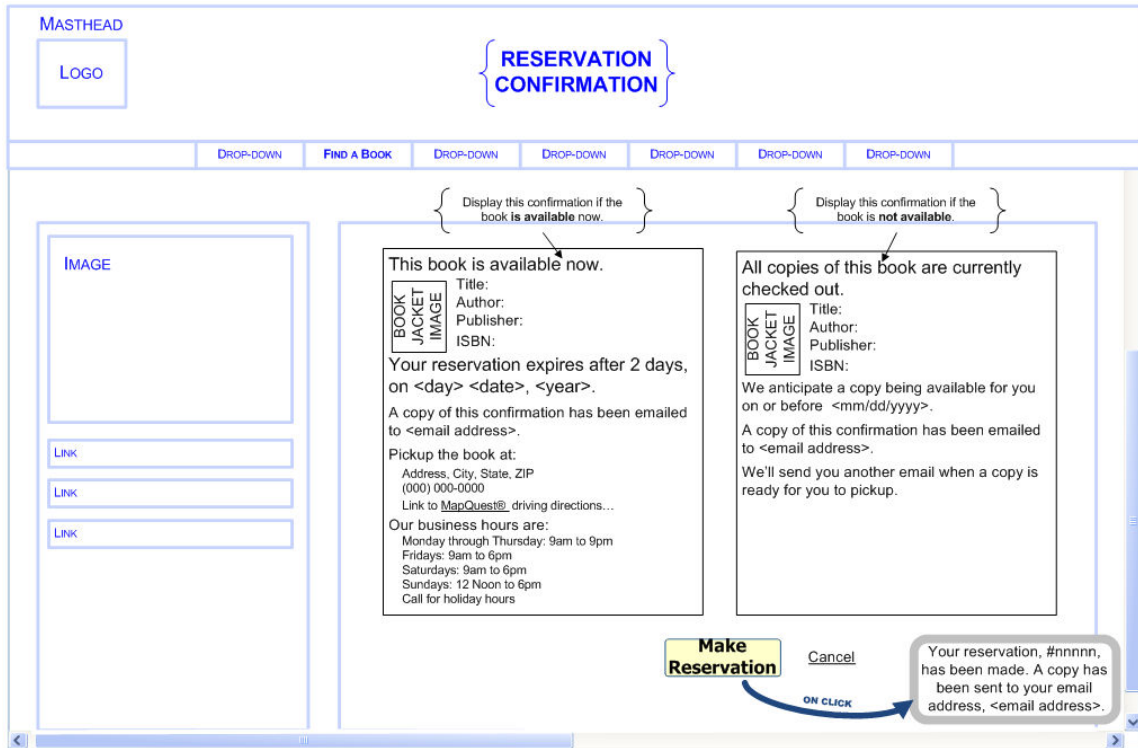 MASTHEAD
LOGO
RESERVATION
CONFIRMATION
DROP-DOWN
FIND A BOOK
DROP-DOWN
DROP-DOWN
DROP-DOWN
DROP-DOWN
DROP-DOWN
IMAGE
LINK
LINK
LINK
Display this confirmation if the
book is available now.
This book is available now.
BOOK
JACKET
IMAGE
Title:
Author:
Publisher:
ISBN:
Your reservation expires after 2 days,
on <day> <date>, <year>.
A copy of this confirmation has been emailed
to <email address>.
Pickup the book at:
Address, City, State, ZIP
(000) 000-0000
Link to MapQuest® driving directions…
Our business hours are:
Monday through Thursday: 9am to 9pm
Fridays: 9am to 6pm
Saturdays: 9am to 6pm
Sundays: 12 Noon to 6pm
Call for holiday hours
Display this confirmation if the
book is not available.
All copies of this book are currently
checked out.
BOOK
JACKET
IMAGE
Title:
Author:
Publisher:
ISBN:
We anticipate a copy being available for you
on or before <mm/dd/yyyy>.
A copy of this confirmation has been emailed
to <email address>.
We'll send you another email when a copy is
ready for you to pickup.
Make
Reservation
Cancel
ON CLICK
Your reservation, #nnnnn,
has been made. A copy has
been sent to your email
address, <email address>.